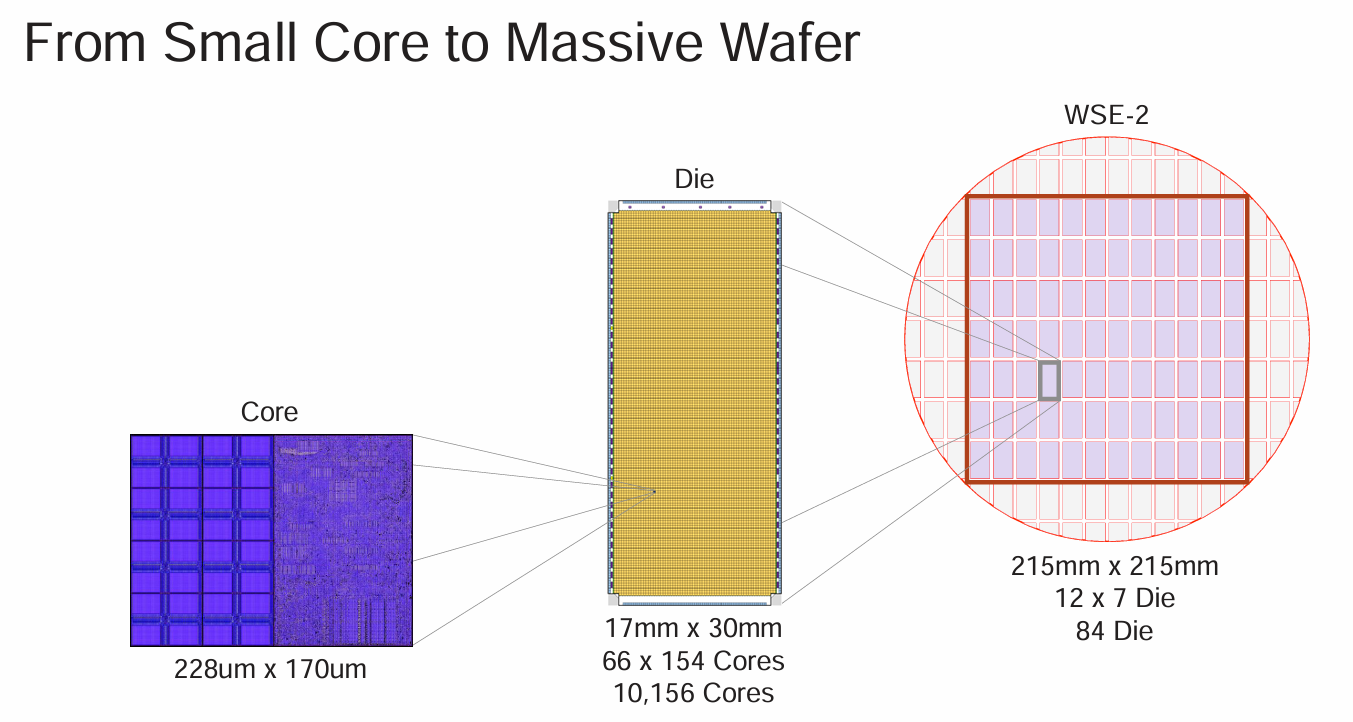 From Small Core to Massive Wafer
WSE-2
Die
Core
228um x 170um
17mm x 30mm
66 x 154 Cores
10,156 Cores
215mm x 215mm
12 x 7 Die
84 Die